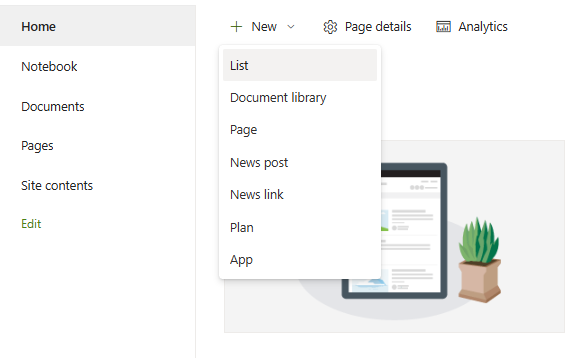 Home
Notebook
Documents
Pages
Site contents
Edit
New
Page details
Analytics
List
Document library
Page
News post
News link
Plan
App